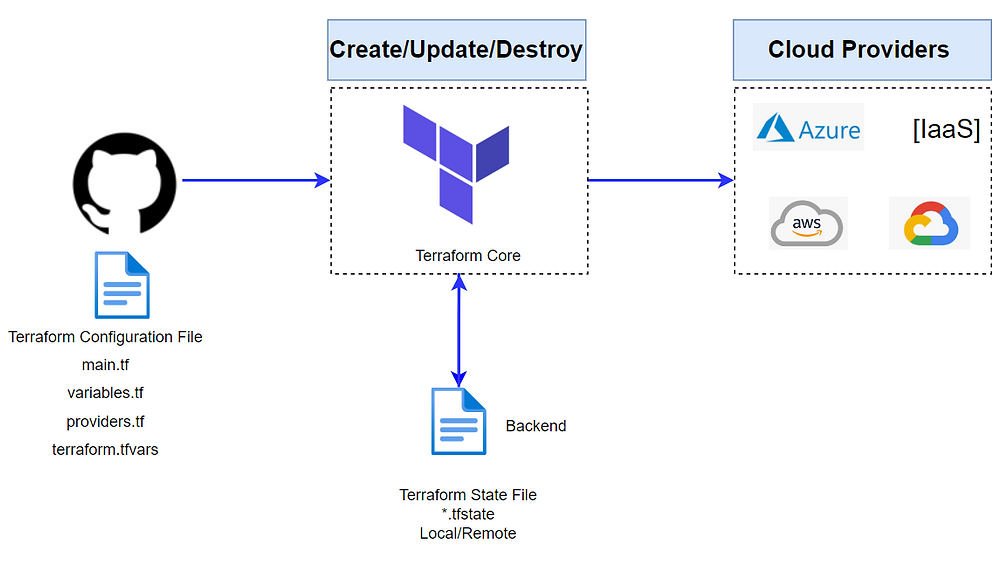 Create/Update/Destroy
Cloud Providers
Azure
[IaaS]
aws
Terraform Core
Terraform Configuration File
main.tf
variables.tf
providers.tf
terraform.tfvars
Backend
Terraform State File
*.tfstate
Local/Remote